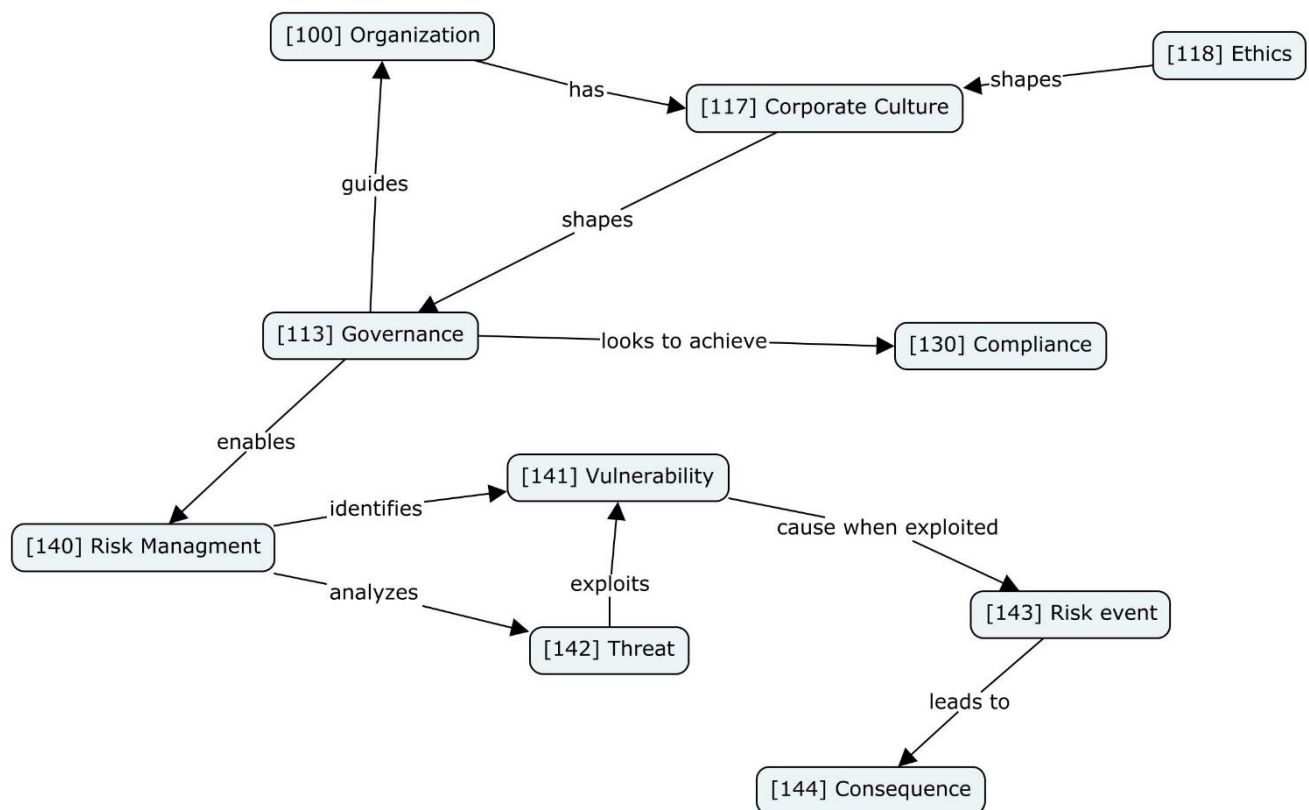 [100] Organization
[118] Ethics
shapes
has
[117] Corporate Culture
guides
shapes
[113] Governance
looks to achieve
[130] Compliance
enables
[141] Vulnerability
identifies
cause when exploited
[140] Risk Managment
exploits
analyzes
[143] Risk event
[142] Threat
leads to
[144] Consequence